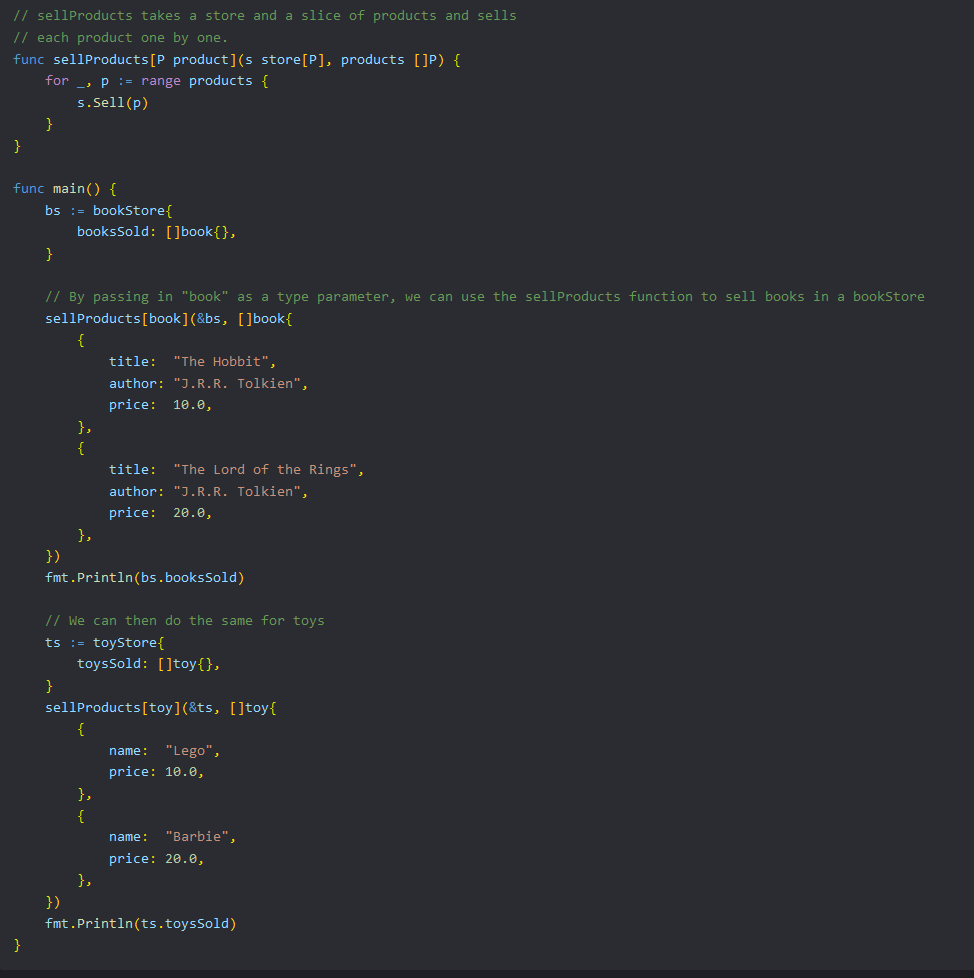 // sellProducts takes a store and a slice of products and sells
// each product one by one.
func sellProducts[P product](s store[P], products []P) {
    for _, p := range products {
        s.Sell(p)
    }
}

func main() {
    bs := bookStore{
        booksSold: []book{},
    }

    // By passing in "book" as a type parameter, we can use the sellProducts function to sell books in a bookStore
    sellProducts[book](&bs, []book{
        {
            title:  "The Hobbit",
            author: "J.R.R. Tolkien",
            price:  10.0,
        },
        {
            title:  "The Lord of the Rings",
            author: "J.R.R. Tolkien",
            price:  20.0,
        },
    })
    fmt.Println(bs.booksSold)

    // We can then do the same for toys
    ts := toyStore{
        toysSold: []toy{},
    }
    sellProducts[toy](&ts, []toy{
        {
            name:  "Lego",
            price: 10.0,
        },
        {
            name:  "Barbie",
            price: 20.0,
        },
    })
    fmt.Println(ts.toysSold)
}